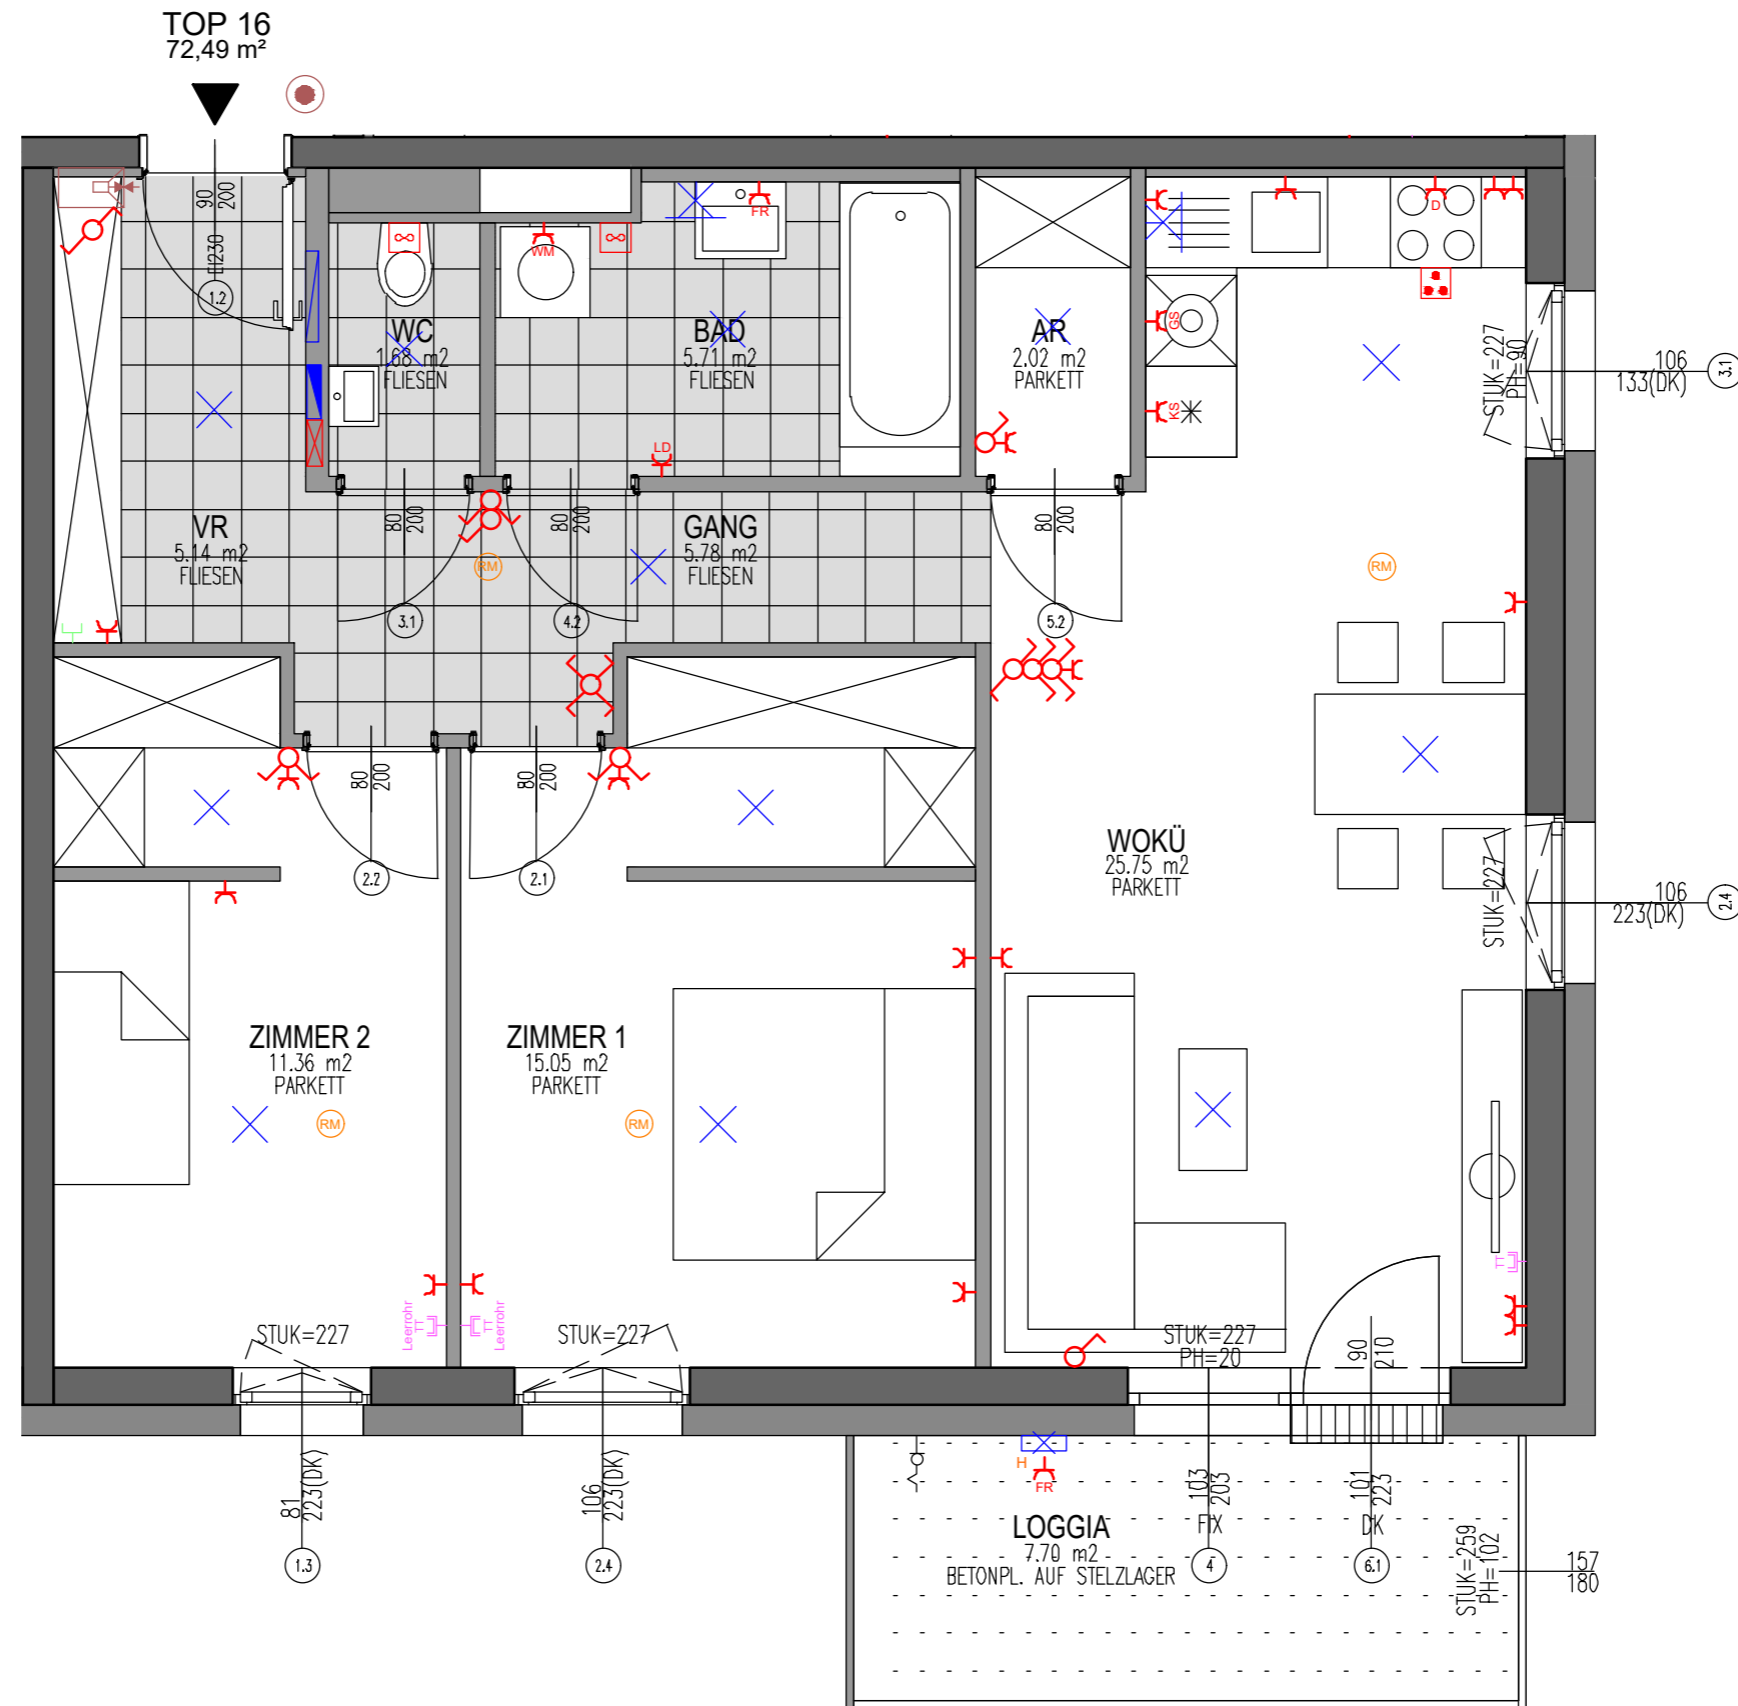 TOP 16
72,49 m²
90
200
EI230
1.2
WC
1.68 m2
FLIESEN
WM
FR
BAD
5.71 m2
FLIESEN
LD
AR
2.02 m2
PARKETT
D
GS
KS
STUK=227
PH=90
106
133(DK)
3.1
VR
5.14 m2
FLIESEN
80
200
3.1
RM
80
200
4.2
GANG
5.78 m2
FLIESEN
80
200
5.2
RM
80
200
2.2
80
200
2.1
WOKÜ
25.75 m2
PARKETT
STUK=227
106
223(DK)
2.4
ZIMMER 2
11.36 m2
PARKETT
RM
ZIMMER 1
15.05 m2
PARKETT
RM
Leerrohr
TT
TT
Leerrohr
TT
STUK=227
STUK=227
STUK=227
PH=20
90
210
81
223(DK)
1.3
106
223(DK)
2.4
H
FR
LOGGIA
7.70 m2
BETONPL. AUF STELZLAGER
103
203
FIX
4
101
223
DK
6.1
STUK=259
PH=102
157
180